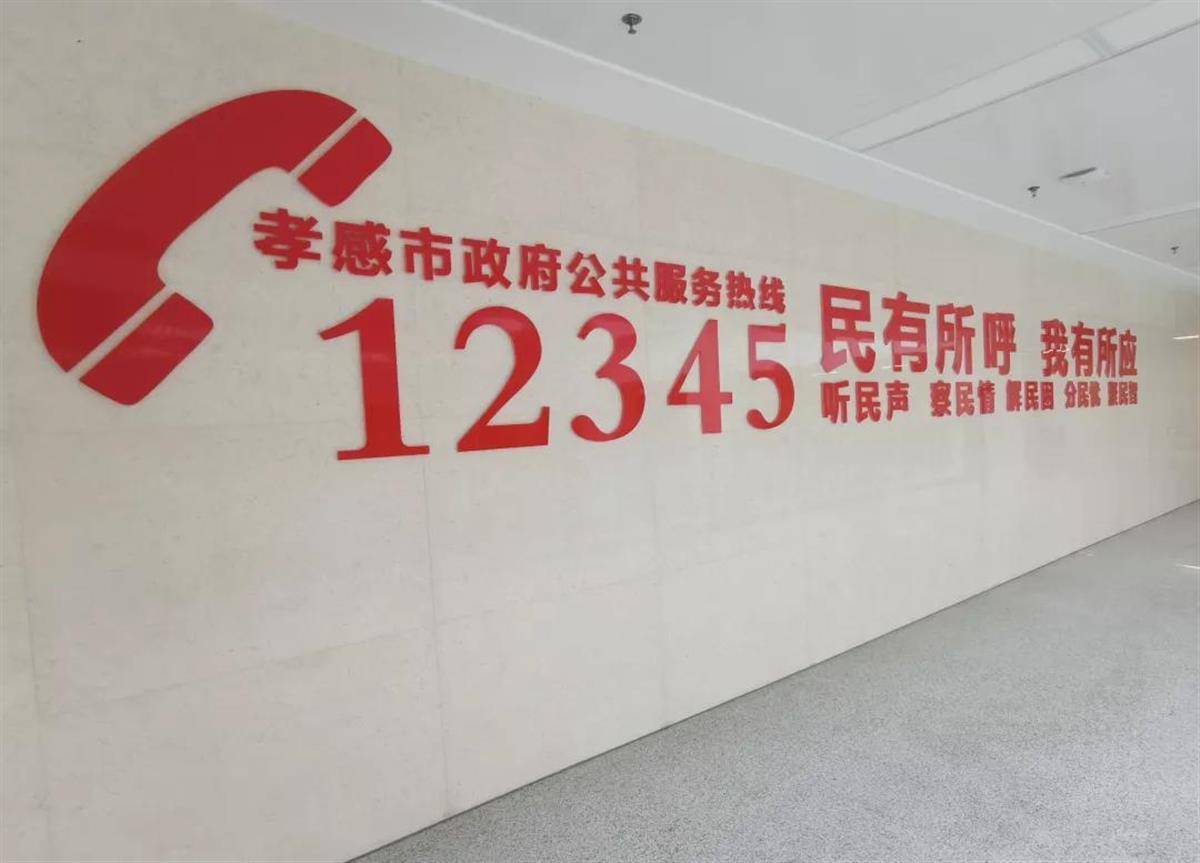 孝感市政府公共服务热线
12345
民有所呼 我有所应
听民声 察民情 解民困 分民忧 聚民智